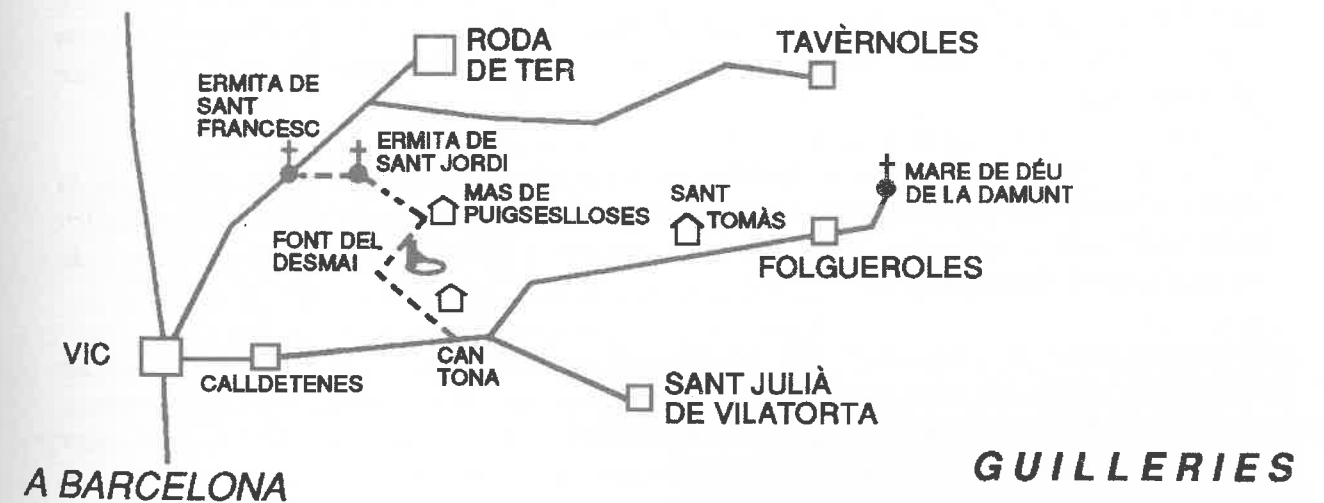 RODA
DE TER
TAVÈRNOLES
ERMITA DE
SANT
FRANCESC
ERMITA DE
SANT JORDI
MAS DE
PUIGSESLLOSES
SANT
TOMÀS
MARE DE DÉU
DE LA DAMUNT
FONT DEL
DESMAI
FOLGUEROLES
VIC
CALLDETENES
CAN
TONA
SANT JULIÀ
DE VILATORTA
A BARCELONA
GUILLERIES